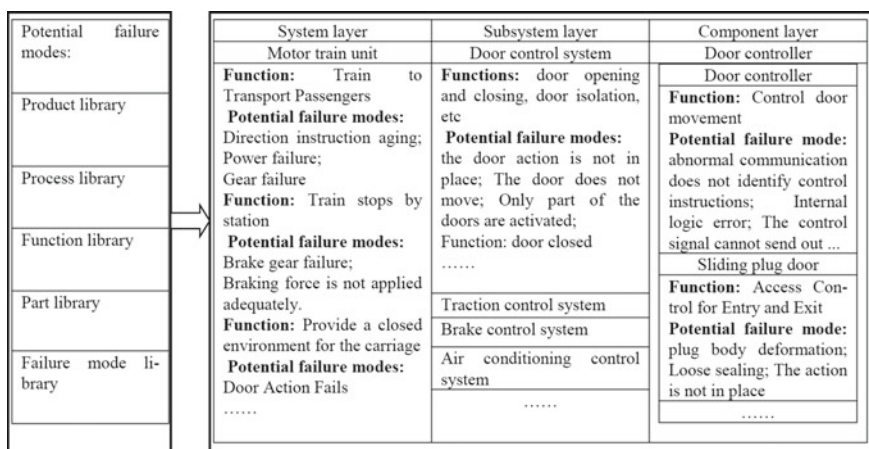 Potential failure
modes:
Product library
Process library
Function library
Part library
Failure mode li-
brary
System layer
Motor train unit
Function: Train to
Transport Passengers
Potential failure modes:
Direction instruction aging;
Power failure;
Gear failure
Function: Train stops by
station
Potential failure modes:
Brake gear failure;
Braking force is not applied
adequately.
Function: Provide a closed
environment for the carriage
Potential failure modes:
Door Action Fails
……
Subsystem layer
Door control system
Functions: door opening
and closing, door isolation,
etc
Potential failure modes:
the door action is not in
place; The door does not
move; Only part of the
doors are activated;
Function: door closed
……
Traction control system
Brake control system
Air conditioning control
system
……
Component layer
Door controller
Door controller
Function: Control door
movement
Potential failure mode:
abnormal communication
does not identify control
instructions; Internal
logic error; The control
signal cannot send out ...
Sliding plug door
Function: Access Con-
trol for Entry and Exit
Potential failure mode:
plug body deformation;
Loose sealing; The action
is not in place
……